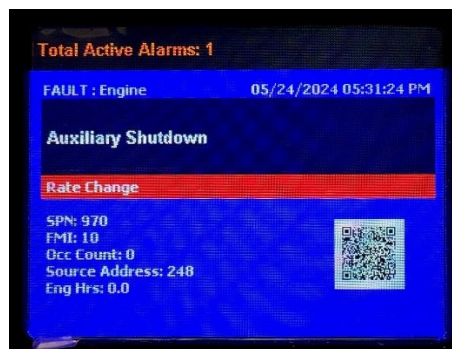 Total Active Alarms: 1
FAULT : Engine 05/24/2024 05:31:24 PM
Auxiliary Shutdown
Rate Change
SPN: 970
FMI: 10
Occ Count: 0
Source Address: 248
Eng Hrs: 0.0